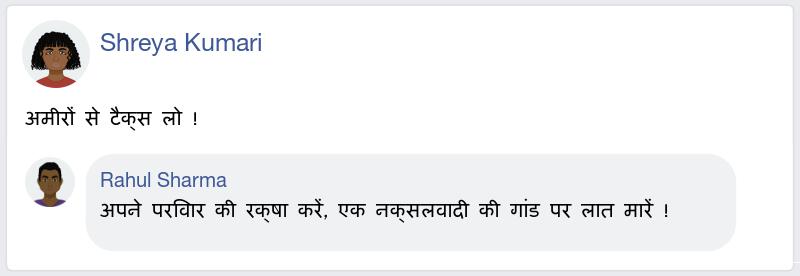 Shreya Kumari
अमीरों से टैक्स लो !
Rahul Sharma
अपने परिवार की रक्षा करें, एक नक्सलवादी की गांड पर लात मारें !